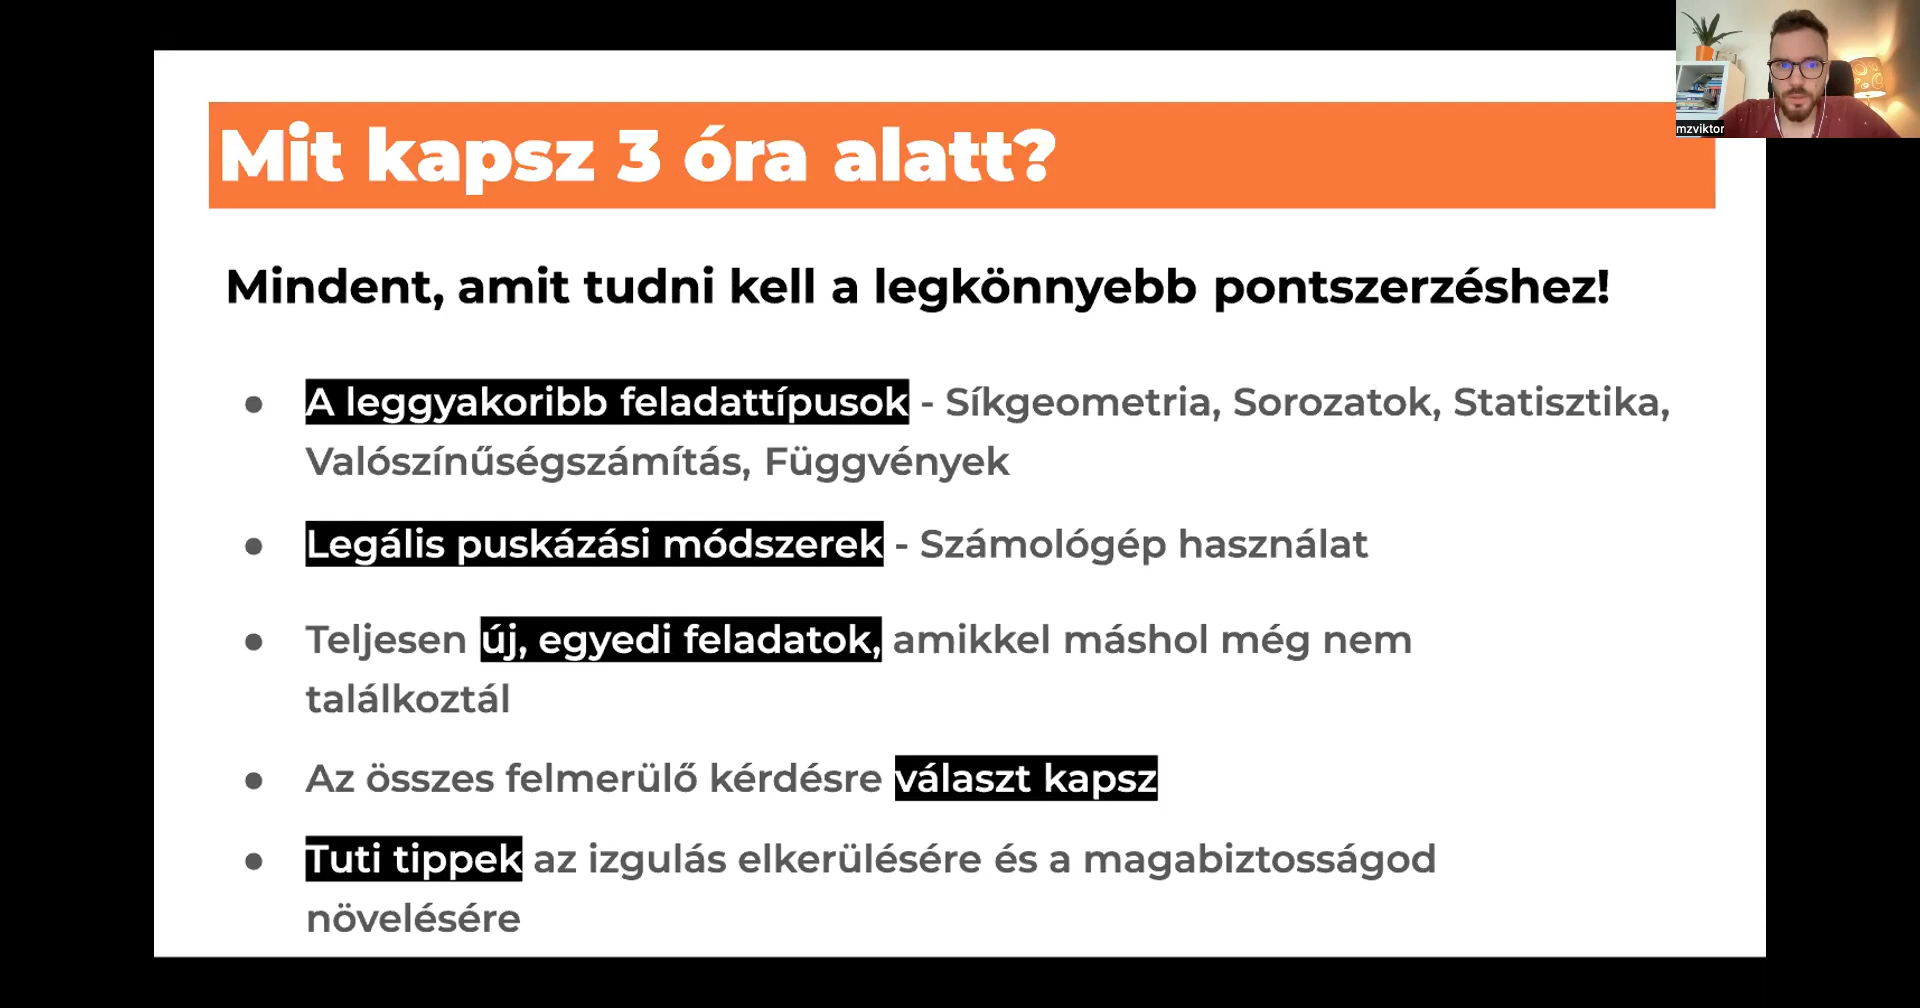 Mit kapsz 3 óra alatt?
Mindent, amit tudni kell a legkönnyebb pontszerzéshez!
● A leggyakoribb feladattípusok - Síkgeometria, Sorozatok, Statisztika,
Valószínűségszámítás, Függvények
● Legális puskázási módszerek - Számológép használat
● Teljesen új, egyedi feladatok, amikkel máshol még nem
találkoztál
● Az összes felmerülő kérdésre választ kapsz
● Tuti tippek az izgulás elkerülésére és a magabiztosságod
növelésére
mzviktor